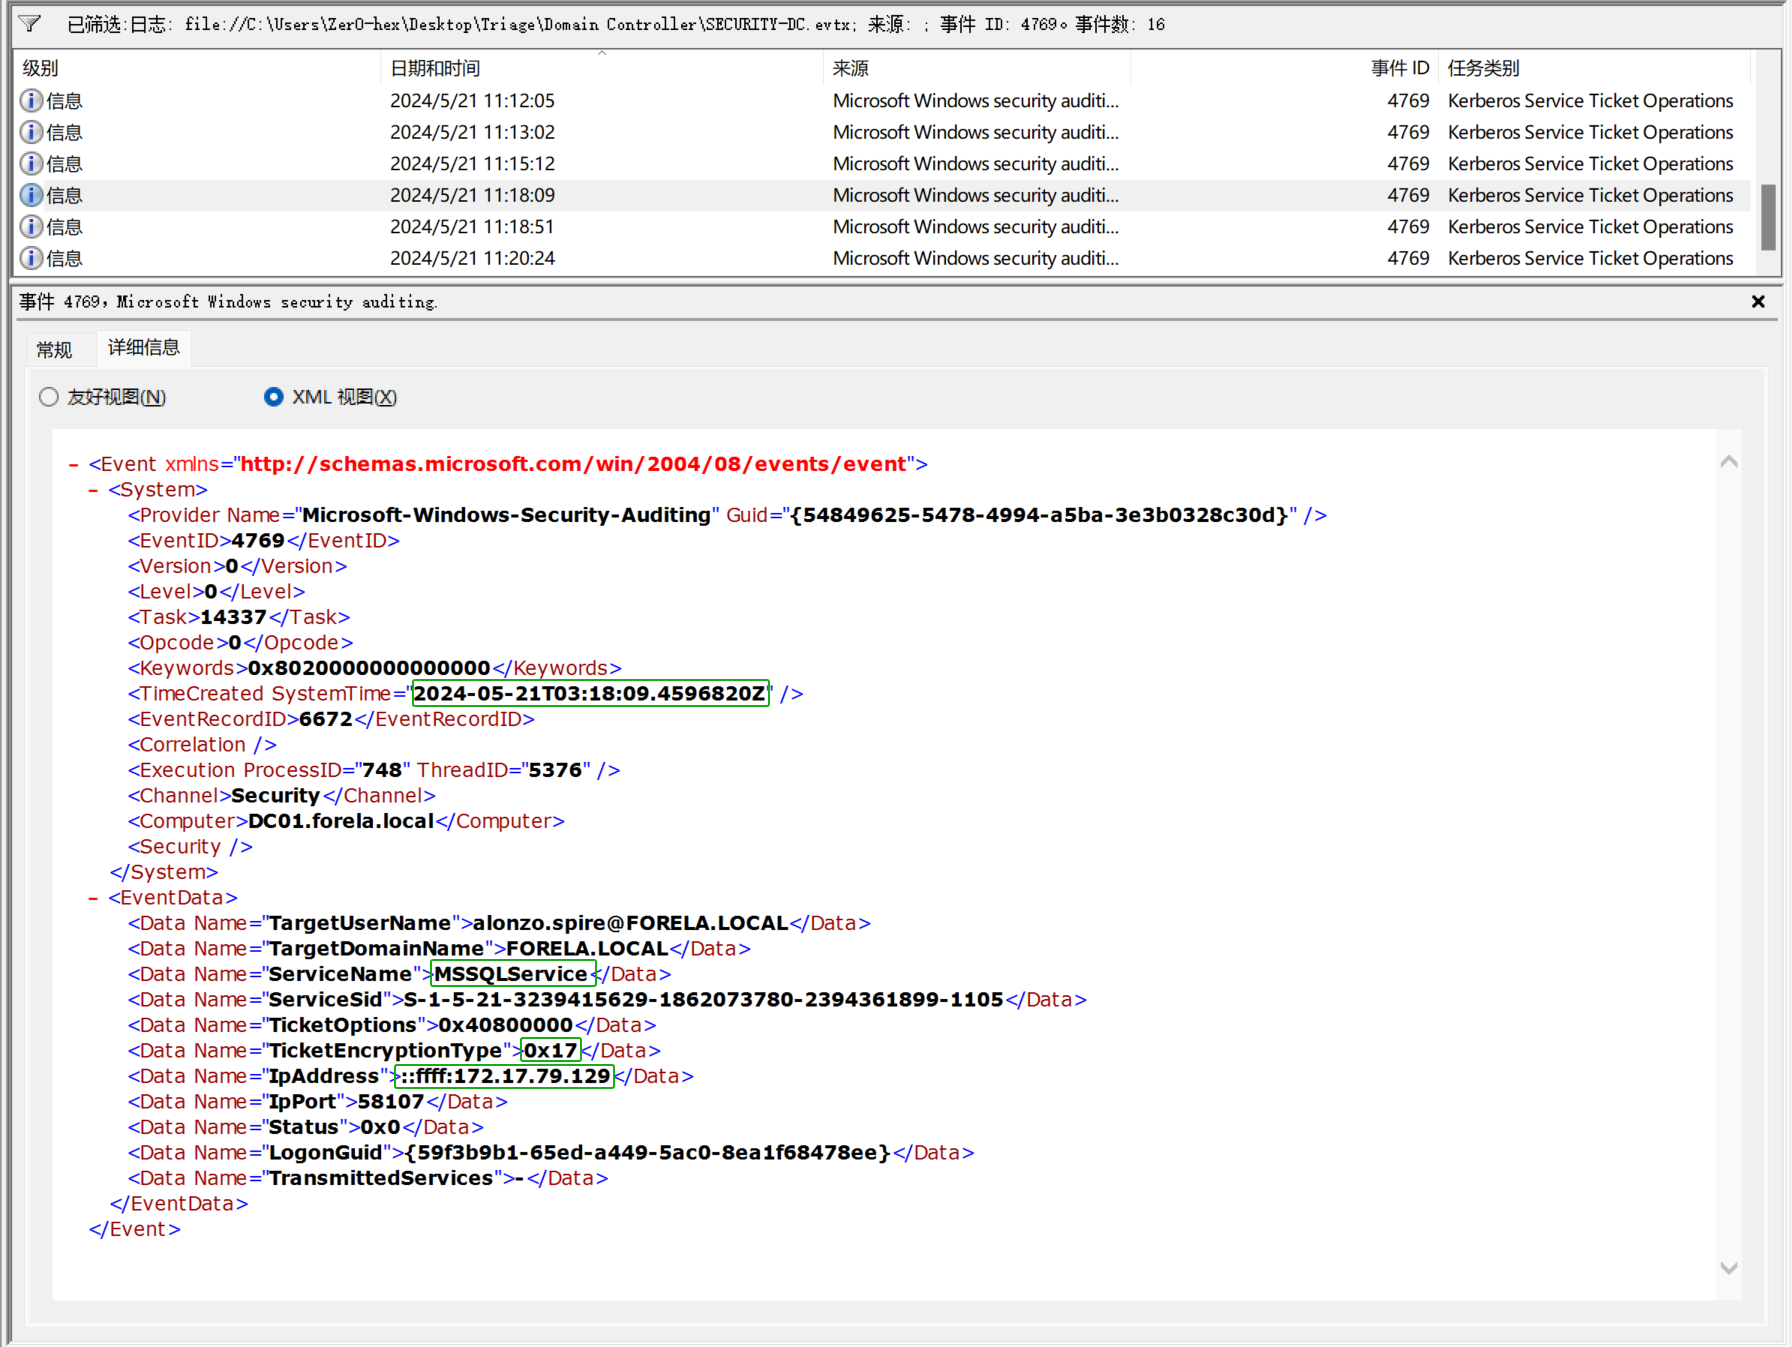 已筛选:日志: file://C:\Users\Zer0-hex\Desktop\Triage\Domain Controller\SECURITY-DC.evtx; 来源: ; 事件 ID: 4769。事件数: 16
级别 日期和时间 来源 事件 ID 任务类别
信息 2024/5/21 11:12:05 Microsoft Windows security auditi... 4769 Kerberos Service Ticket Operations
信息 2024/5/21 11:13:02 Microsoft Windows security auditi... 4769 Kerberos Service Ticket Operations
信息 2024/5/21 11:15:12 Microsoft Windows security auditi... 4769 Kerberos Service Ticket Operations
信息 2024/5/21 11:18:09 Microsoft Windows security auditi... 4769 Kerberos Service Ticket Operations
信息 2024/5/21 11:18:51 Microsoft Windows security auditi... 4769 Kerberos Service Ticket Operations
信息 2024/5/21 11:20:24 Microsoft Windows security auditi... 4769 Kerberos Service Ticket Operations
事件 4769，Microsoft Windows security auditing.
常规 详细信息
友好视图(N) XML 视图(X)
- <Event xmlns="http://schemas.microsoft.com/win/2004/08/events/event">
- <System>
<Provider Name="Microsoft-Windows-Security-Auditing" Guid="{54849625-5478-4994-a5ba-3e3b0328c30d}" />
<EventID>4769</EventID>
<Version>0</Version>
<Level>0</Level>
<Task>14337</Task>
<Opcode>0</Opcode>
<Keywords>0x8020000000000000</Keywords>
<TimeCreated SystemTime="2024-05-21T03:18:09.4596820Z" />
<EventRecordID>6672</EventRecordID>
<Correlation />
<Execution ProcessID="748" ThreadID="5376" />
<Channel>Security</Channel>
<Computer>DC01.forela.local</Computer>
<Security />
</System>
- <EventData>
<Data Name="TargetUserName">alonzo.spire@FORELA.LOCAL</Data>
<Data Name="TargetDomainName">FORELA.LOCAL</Data>
<Data Name="ServiceName">MSSQLService</Data>
<Data Name="ServiceSid">S-1-5-21-3239415629-1862073780-2394361899-1105</Data>
<Data Name="TicketOptions">0x40800000</Data>
<Data Name="TicketEncryptionType">0x17</Data>
<Data Name="IpAddress">::ffff:172.17.79.129</Data>
<Data Name="IpPort">58107</Data>
<Data Name="Status">0x0</Data>
<Data Name="LogonGuid">{59f3b9b1-65ed-a449-5ac0-8ea1f68478ee}</Data>
<Data Name="TransmittedServices">-</Data>
</EventData>
</Event>